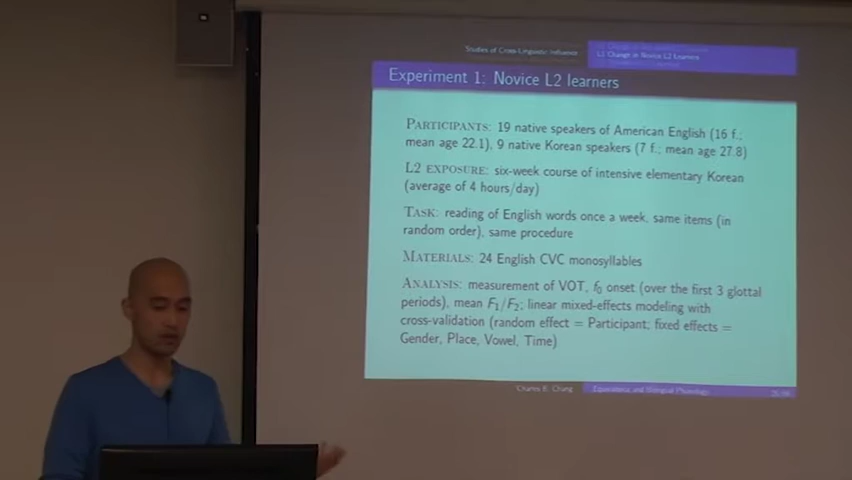 Studies of Cross-Linguistic Influence
L1 Change in Novice L2 Learners
Experiment 1: Novice L2 learners
PARTICIPANTS: 19 native speakers of American English (16 f.;
mean age 22.1), 9 native Korean speakers (7 f.; mean age 27.8)
L2 EXPOSURE: six-week course of intensive elementary Korean
(average of 4 hours/day)
TASK: reading of English words once a week, same items (in
random order), same procedure
MATERIALS: 24 English CVC monosyllables
ANALYSIS: measurement of VOT, f0 onset (over the first 3 glottal
periods), mean F1/F2; linear mixed-effects modeling with
cross-validation (random effect = Participant; fixed effects =
Gender, Place, Vowel, Time)
Charles B. Chang
Equivalence and Bilingual Phonology